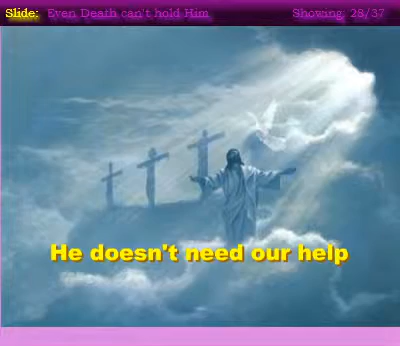 Slide: Even Death can't hold Him Showing: 28/37
He doesn't need our help